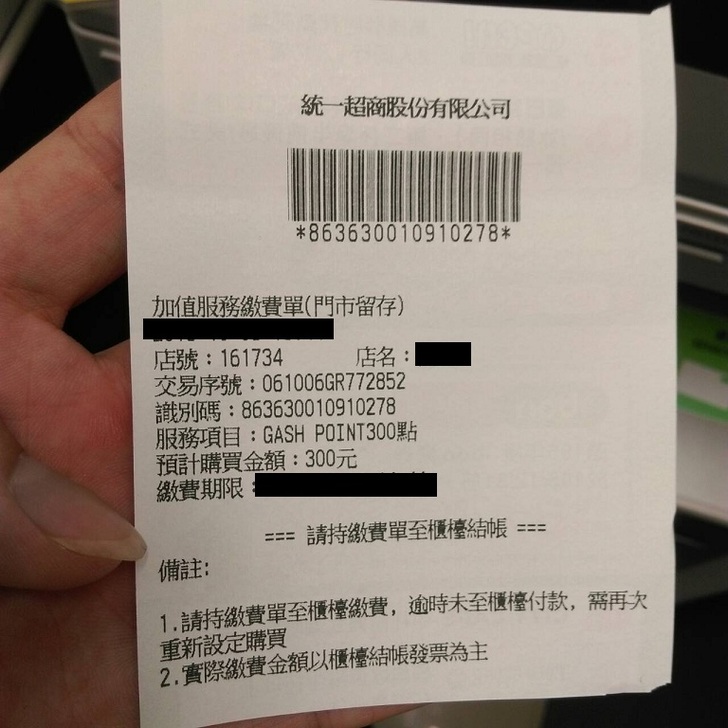 統一超商股份有限公司
*863630010910278*
加值服務繳費單(門市留存)
店號：161734 店名：
交易序號：061006GR772852
識別碼：863630010910278
服務項目：GASH POINT300點
預計購買金額：300元
繳費期限：
=== 請持繳費單至櫃檯結帳 ===
備註:
1.請持繳費單至櫃檯繳費, 逾時未至櫃檯付款, 需再次
重新設定購買
2.實際繳費金額以櫃檯結帳發票為主